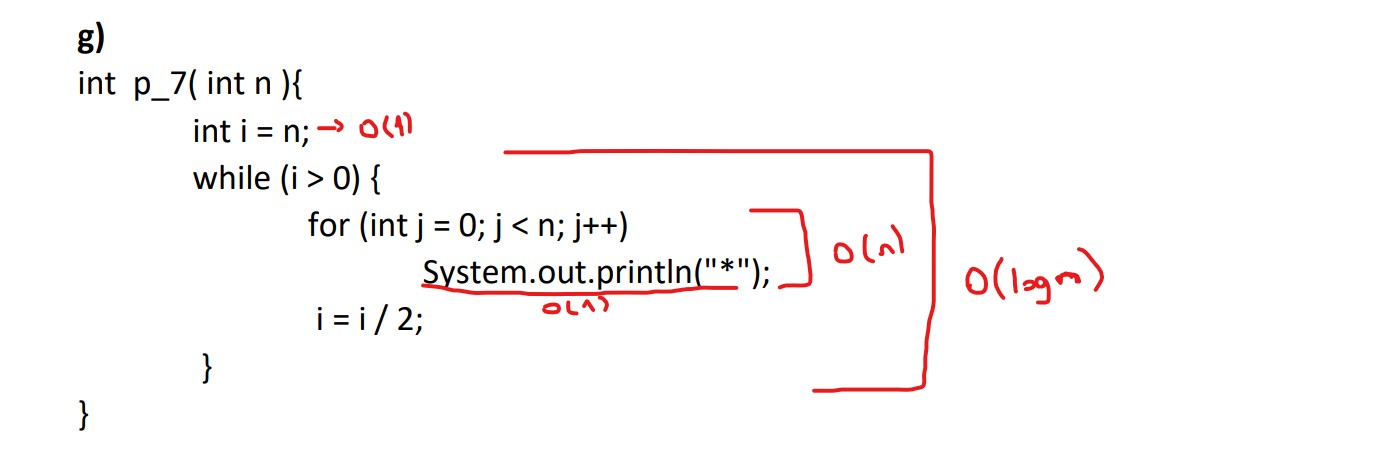 g)
int p_7( int n ){
int i = n; → O(1)
while (i > 0) {
for (int j = 0; j < n; j++)
System.out.println("*");
O(n)
O(logn)
O(1)
i = i / 2;
}
}